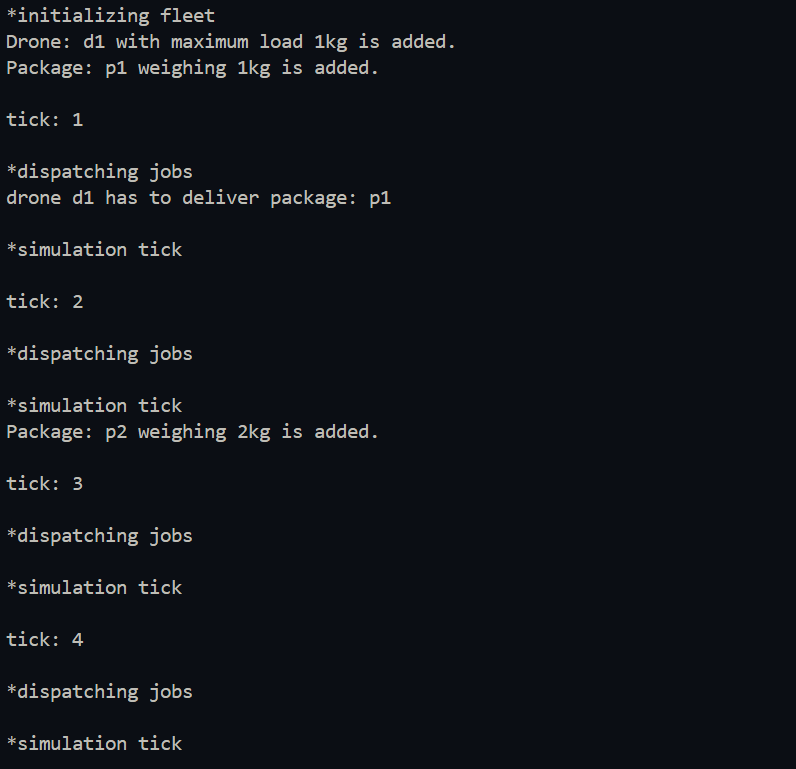 *initializing fleet
Drone: d1 with maximum load 1kg is added.
Package: p1 weighing 1kg is added.
tick: 1
*dispatching jobs
drone d1 has to deliver package: p1
*simulation tick
tick: 2
*dispatching jobs
*simulation tick
Package: p2 weighing 2kg is added.
tick: 3
*dispatching jobs
*simulation tick
tick: 4
*dispatching jobs
*simulation tick